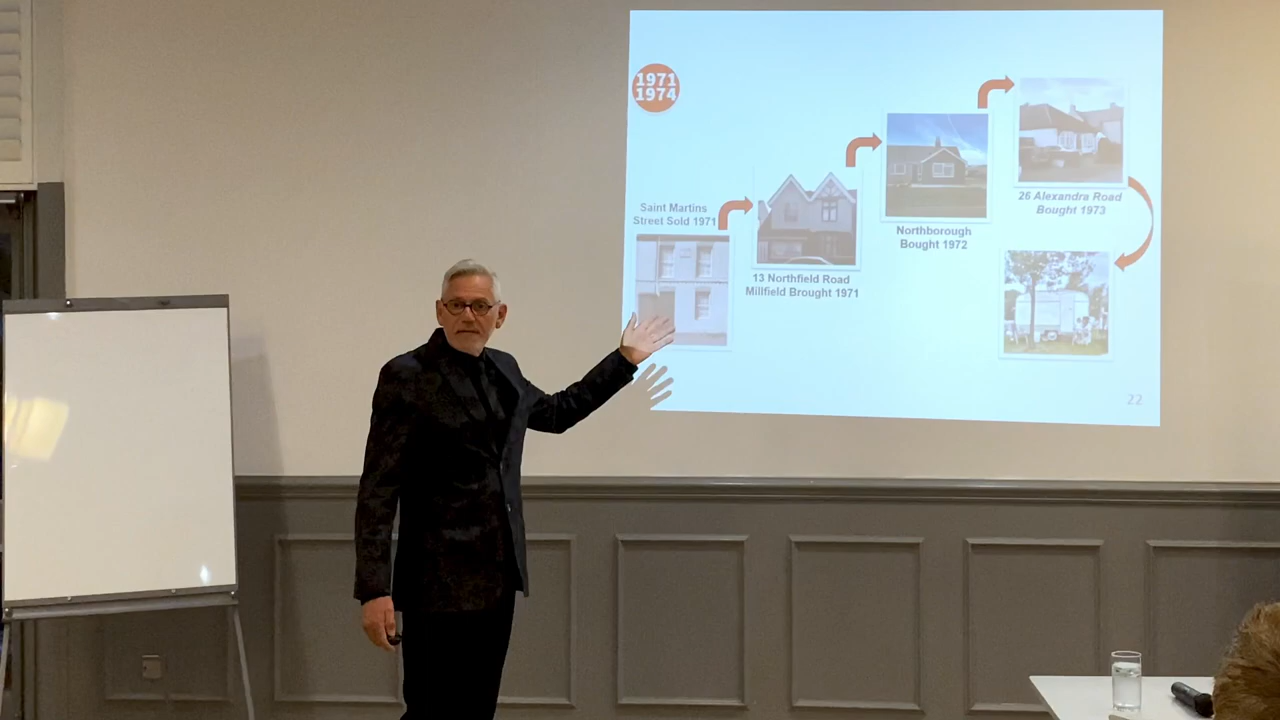 1971
1974
Saint Martins
Street Sold 1971
13 Northfield Road
Millfield Brought 1971
Northborough
Bought 1972
26 Alexandra Road
Bought 1973
22